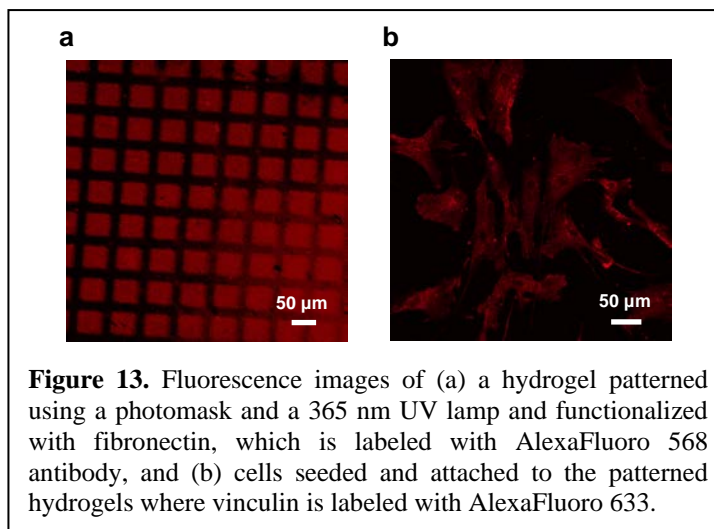 a
b
50 µm
50 µm
Figure 13. Fluorescence images of (a) a hydrogel patterned
using a photomask and a 365 nm UV lamp and functionalized
with fibronectin, which is labeled with AlexaFluoro 568
antibody, and (b) cells seeded and attached to the patterned
hydrogels where vinculin is labeled with AlexaFluoro 633.